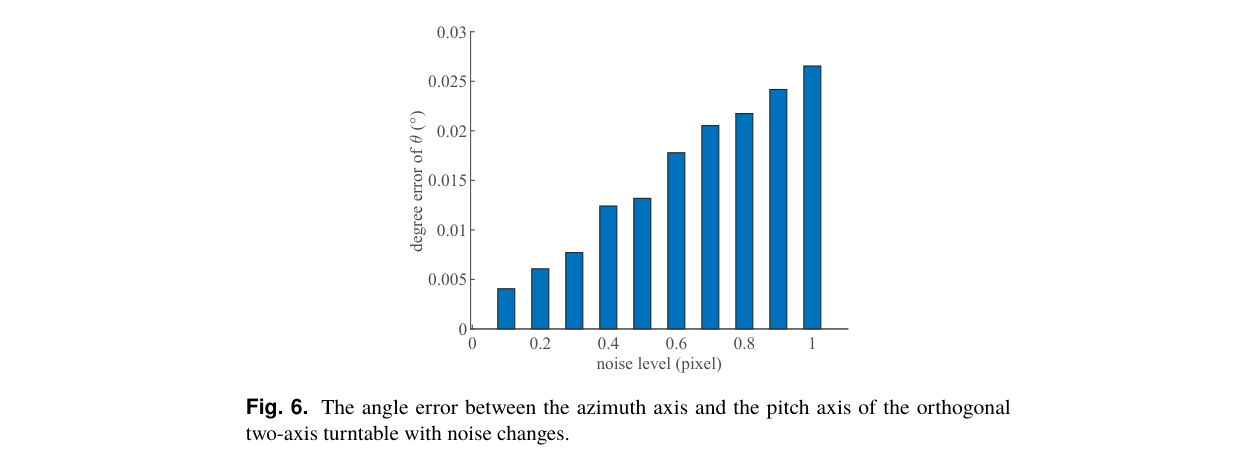 0.03
0.025
0.02
0.015
0.01
0.005
0
degree error of θ (°)
0 0.2 0.4 0.6 0.8 1
noise level (pixel)
Fig. 6. The angle error between the azimuth axis and the pitch axis of the orthogonal
two-axis turntable with noise changes.